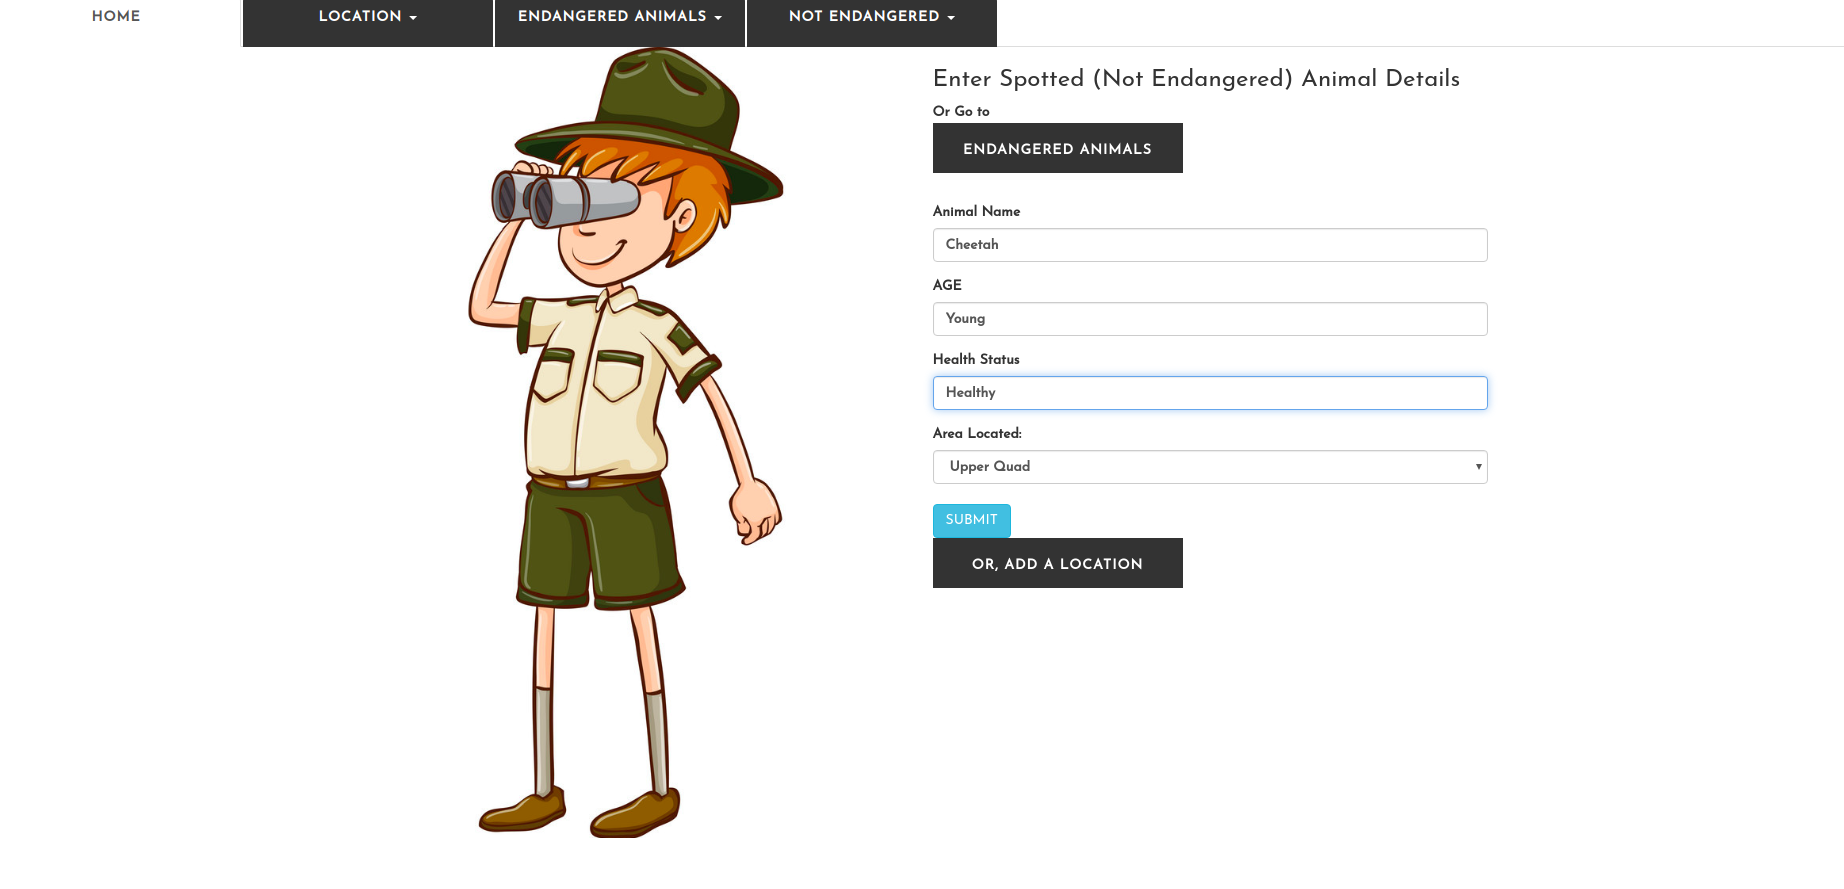 HOME LOCATION ENDANGERED ANIMALS NOT ENDANGERED
Enter Spotted (Not Endangered) Animal Details
Or Go to
ENDANGERED ANIMALS
Animal Name
Cheetah
AGE
Young
Health Status
Healthy
Area Located:
Upper Quad
SUBMIT
OR, ADD A LOCATION